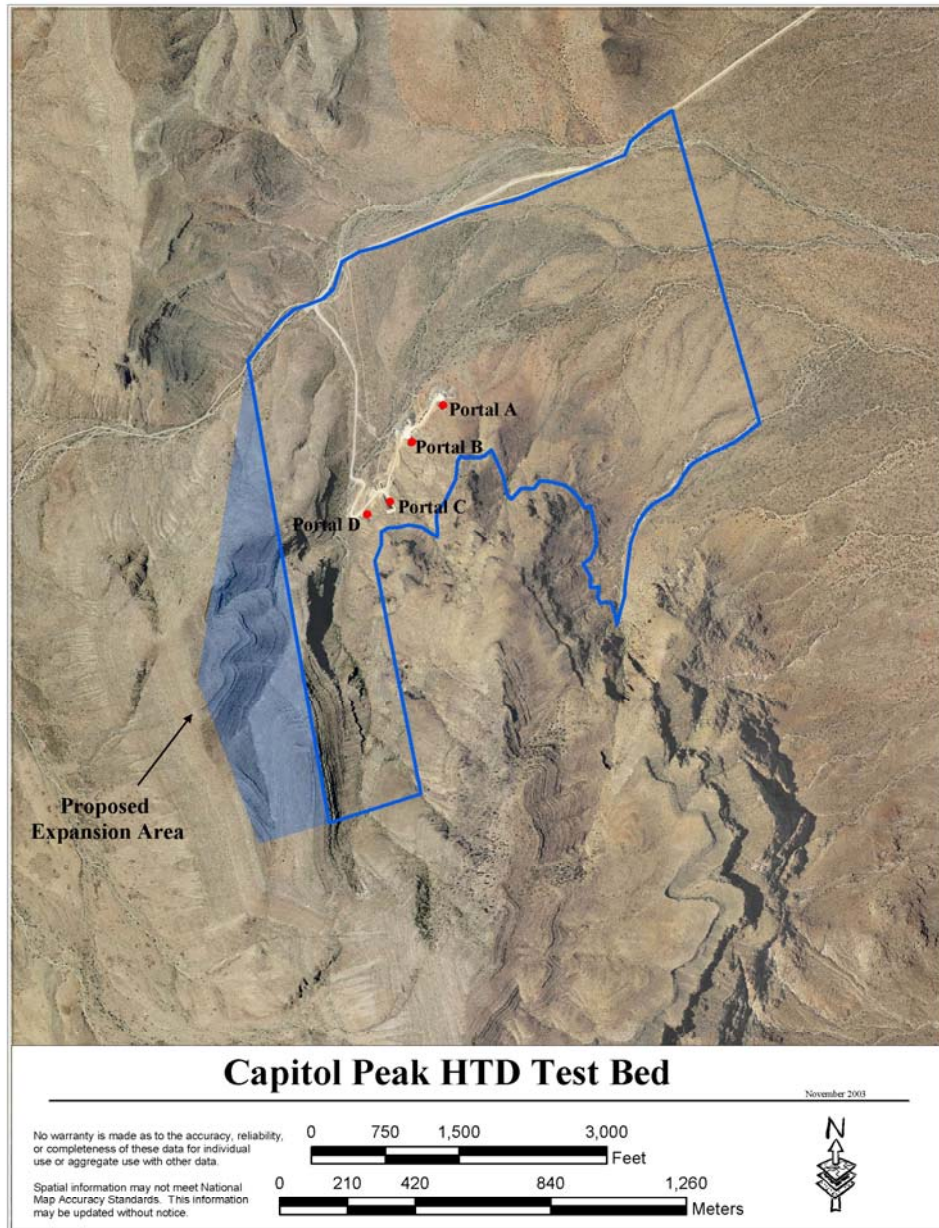 Portal A
Portal B
Portal C
Portal D
Proposed
Expansion Area
Capitol Peak HTD Test Bed
November 2003
No warranty is made as to the accuracy, reliability,
or completeness of these data for individual
use or aggregate use with other data.
Spatial information may not meet National
Map Accuracy Standards. This information
may be updated without notice.
0 750 1,500 3,000
Feet
0 210 420 840 1,260
Meters
N